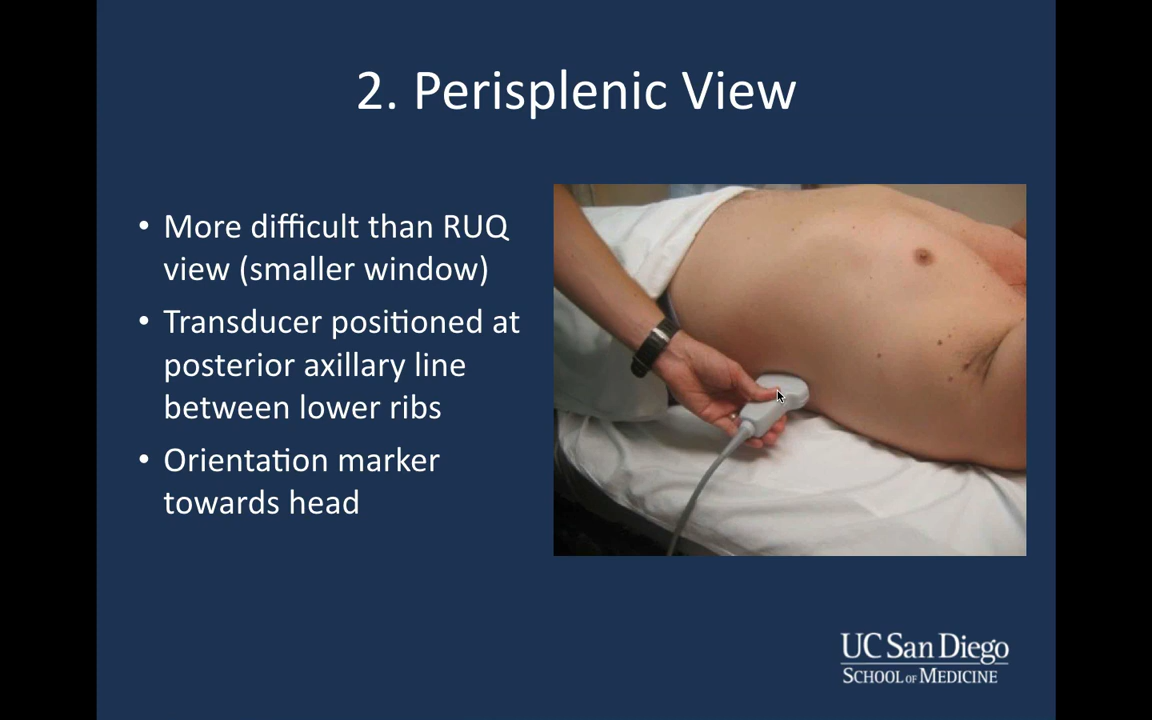 2. Perisplenic View
• More difficult than RUQ
view (smaller window)
• Transducer positioned at
posterior axillary line
between lower ribs
• Orientation marker
towards head
UC San Diego
SCHOOL OF MEDICINE